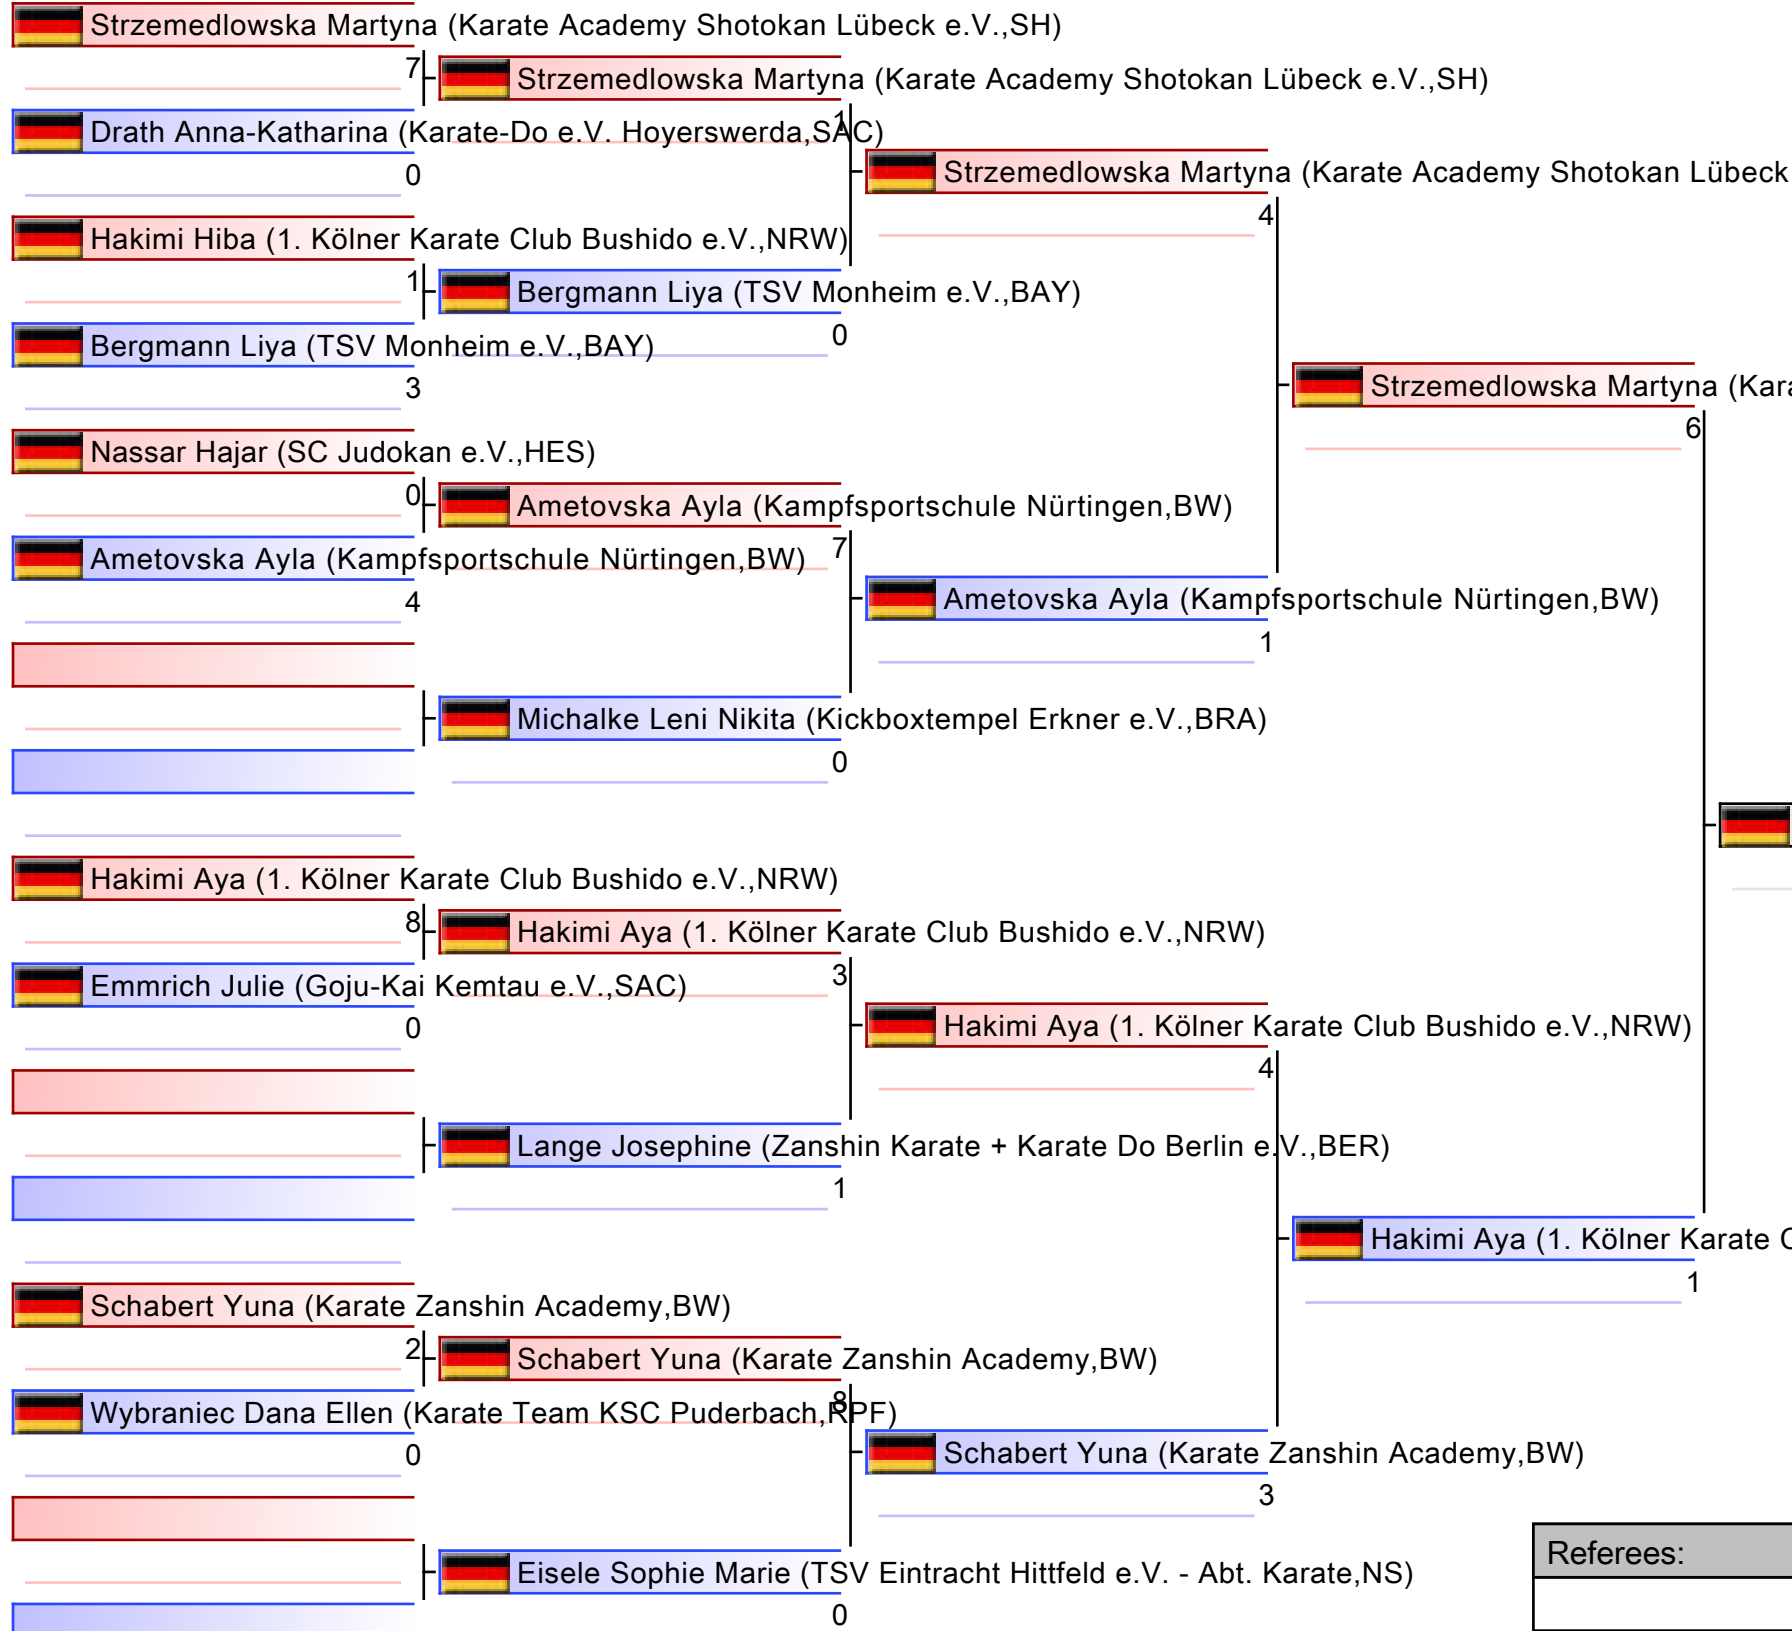 Strzemedlowska Martyna (Karate Academy Shotokan Lübeck e.V.,SH)
7
Strzemedlowska Martyna (Karate Academy Shotokan Lübeck e.V.,SH)
1
Drath Anna-Katharina (Karate-Do e.V. Hoyerswerda,SAC)
0
Strzemedlowska Martyna (Karate Academy Shotokan Lübeck
4
Hakimi Hiba (1. Kölner Karate Club Bushido e.V.,NRW)
1
Bergmann Liya (TSV Monheim e.V.,BAY)
0
Bergmann Liya (TSV Monheim e.V.,BAY)
3
Strzemedlowska Martyna (Kara
6
Nassar Hajar (SC Judokan e.V.,HES)
0
Ametovska Ayla (Kampfsportschule Nürtingen,BW)
7
Ametovska Ayla (Kampfsportschule Nürtingen,BW)
4
Ametovska Ayla (Kampfsportschule Nürtingen,BW)
1
Michalke Leni Nikita (Kickboxtempel Erkner e.V.,BRA)
0
Hakimi Aya (1. Kölner Karate Club Bushido e.V.,NRW)
8
Hakimi Aya (1. Kölner Karate Club Bushido e.V.,NRW)
3
Emmrich Julie (Goju-Kai Kemtau e.V.,SAC)
0
Hakimi Aya (1. Kölner Karate Club Bushido e.V.,NRW)
4
Lange Josephine (Zanshin Karate + Karate Do Berlin e.V.,BER)
1
Hakimi Aya (1. Kölner Karate
1
Schabert Yuna (Karate Zanshin Academy,BW)
2
Schabert Yuna (Karate Zanshin Academy,BW)
8
Wybraniec Dana Ellen (Karate Team KSC Puderbach,RPF)
0
Schabert Yuna (Karate Zanshin Academy,BW)
3
Eisele Sophie Marie (TSV Eintracht Hittfeld e.V. - Abt. Karate,NS)
0
Referees: